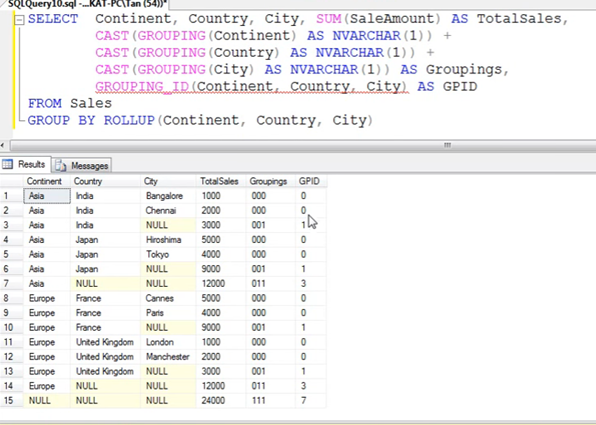 SQLQuery10.sql -...KAT-PC\Tan (54))*
SELECT Continent, Country, City, SUM(SaleAmount) AS TotalSales,
CAST(GROUPING(Continent) AS NVARCHAR(1)) +
CAST(GROUPING(Country) AS NVARCHAR(1)) +
CAST(GROUPING(City) AS NVARCHAR(1)) AS Groupings,
GROUPING_ID(Continent, Country, City) AS GPID
FROM Sales
GROUP BY ROLLUP(Continent, Country, City)
Results Messages
Continent Country City TotalSales Groupings GPID
1 Asia India Bangalore 1000 000 0
2 Asia India Chennai 2000 000 0
3 Asia India NULL 3000 001 1
4 Asia Japan Hiroshima 5000 000 0
5 Asia Japan Tokyo 4000 000 0
6 Asia Japan NULL 9000 001 1
7 Asia NULL NULL 12000 011 3
8 Europe France Cannes 5000 000 0
9 Europe France Paris 4000 000 0
10 Europe France NULL 9000 001 1
11 Europe United Kingdom London 1000 000 0
12 Europe United Kingdom Manchester 2000 000 0
13 Europe United Kingdom NULL 3000 001 1
14 Europe NULL NULL 12000 011 3
15 NULL NULL NULL 24000 111 7